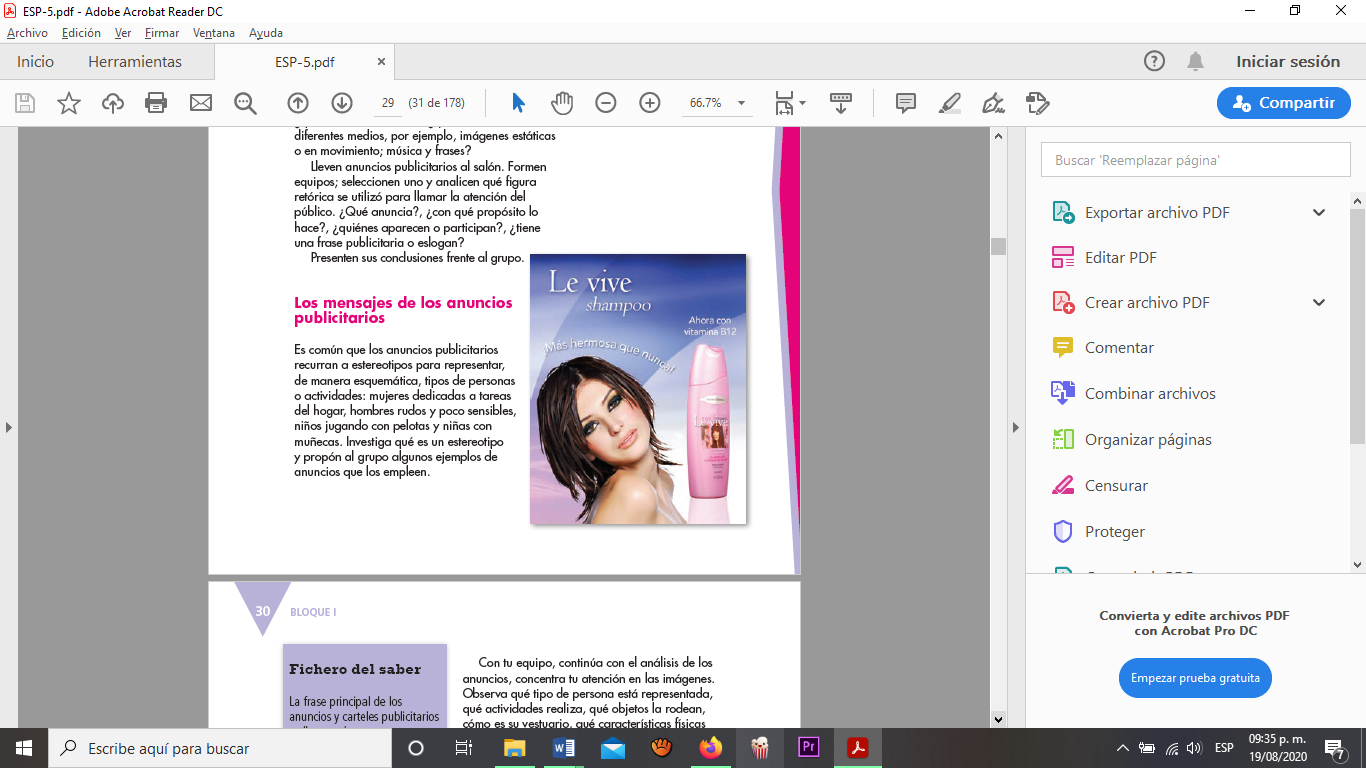 ESP-5.pdf - Adobe Acrobat Reader DC
Archivo Edición Ver Firmar Ventana Ayuda
Inicio Herramientas ESP-5.pdf Iniciar sesión
29 (31 de 178) 66.7% Compartir
diferentes medios, por ejemplo, imágenes estáticas
o en movimiento; música y frases?
Lleven anuncios publicitarios al salón. Formen
equipos; seleccionen uno y analicen qué figura
retórica se utilizó para llamar la atención del
público. ¿Qué anuncia?, ¿con qué propósito lo
hace?, ¿quiénes aparecen o participan?, ¿tiene
una frase publicitaria o eslogan?
Presenten sus conclusiones frente al grupo.
Los mensajes de los anuncios
publicitarios
Es común que los anuncios publicitarios
recurran a estereotipos para representar,
de manera esquemática, tipos de personas
o actividades: mujeres dedicadas a tareas
del hogar, hombres rudos y poco sensibles,
niños jugando con pelotas y niñas con
muñecas. Investiga qué es un estereotipo
y propón al grupo algunos ejemplos de
anuncios que los empleen.
Le vive
shampoo
Ahora con
vitamina B12
Más hermosa que nunca!
Le vive
30 BLOQUE I
Fichero del saber
La frase principal de los
anuncios y carteles publicitarios
Con tu equipo, continúa con el análisis de los
anuncios, concentra tu atención en las imágenes.
Observa qué tipo de persona está representada,
qué actividades realiza, qué objetos la rodean,
cómo es su vestuario, qué características físicas
Buscar 'Reemplazar página'
Exportar archivo PDF
Editar PDF
Crear archivo PDF
Comentar
Combinar archivos
Organizar páginas
Censurar
Proteger
Convierta y edite archivos PDF
con Acrobat Pro DC
Empezar prueba gratuita
Escribe aquí para buscar
ESP
09:35 p. m.
19/08/2020
7